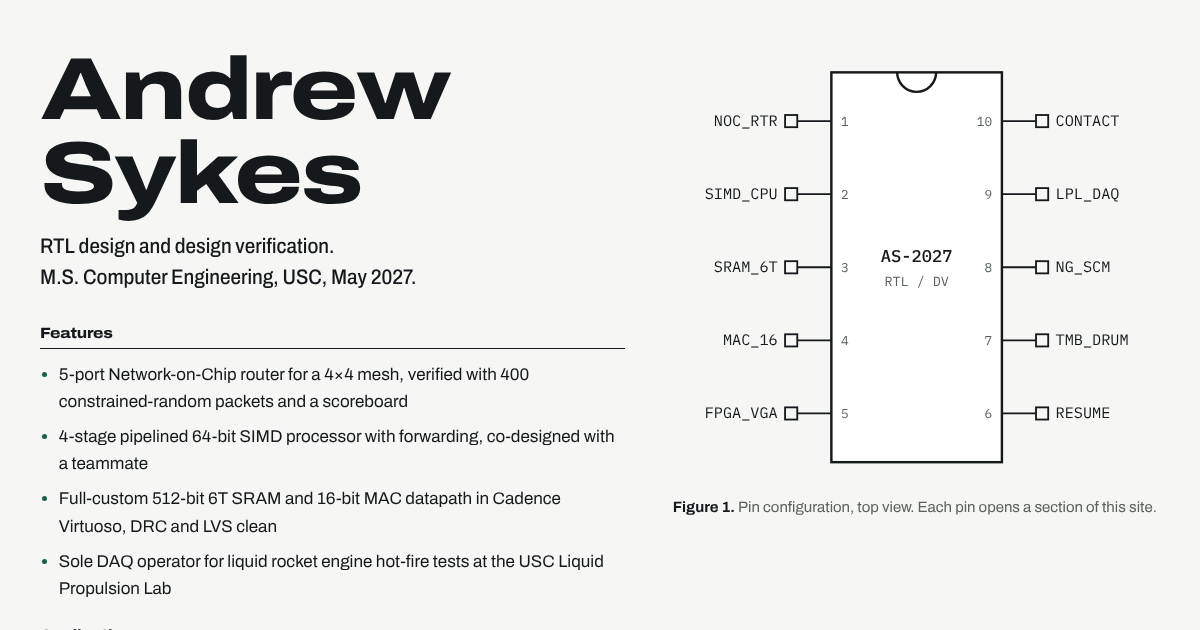 Andrew
Sykes
RTL design and design verification.
M.S. Computer Engineering, USC, May 2027.
Features
• 5-port Network-on-Chip router for a 4×4 mesh, verified with 400
constrained-random packets and a scoreboard
• 4-stage pipelined 64-bit SIMD processor with forwarding, co-designed with
a teammate
• Full-custom 512-bit 6T SRAM and 16-bit MAC datapath in Cadence
Virtuoso, DRC and LVS clean
• Sole DAQ operator for liquid rocket engine hot-fire tests at the USC Liquid
Propulsion Lab
NOC_RTR 1 10 CONTACT
SIMD_CPU 2 9 LPL_DAQ
AS-2027
RTL / DV
SRAM_6T 3 8 NG_SCM
MAC_16 4 7 TMB_DRUM
FPGA_VGA 5 6 RESUME
Figure 1. Pin configuration, top view. Each pin opens a section of this site.